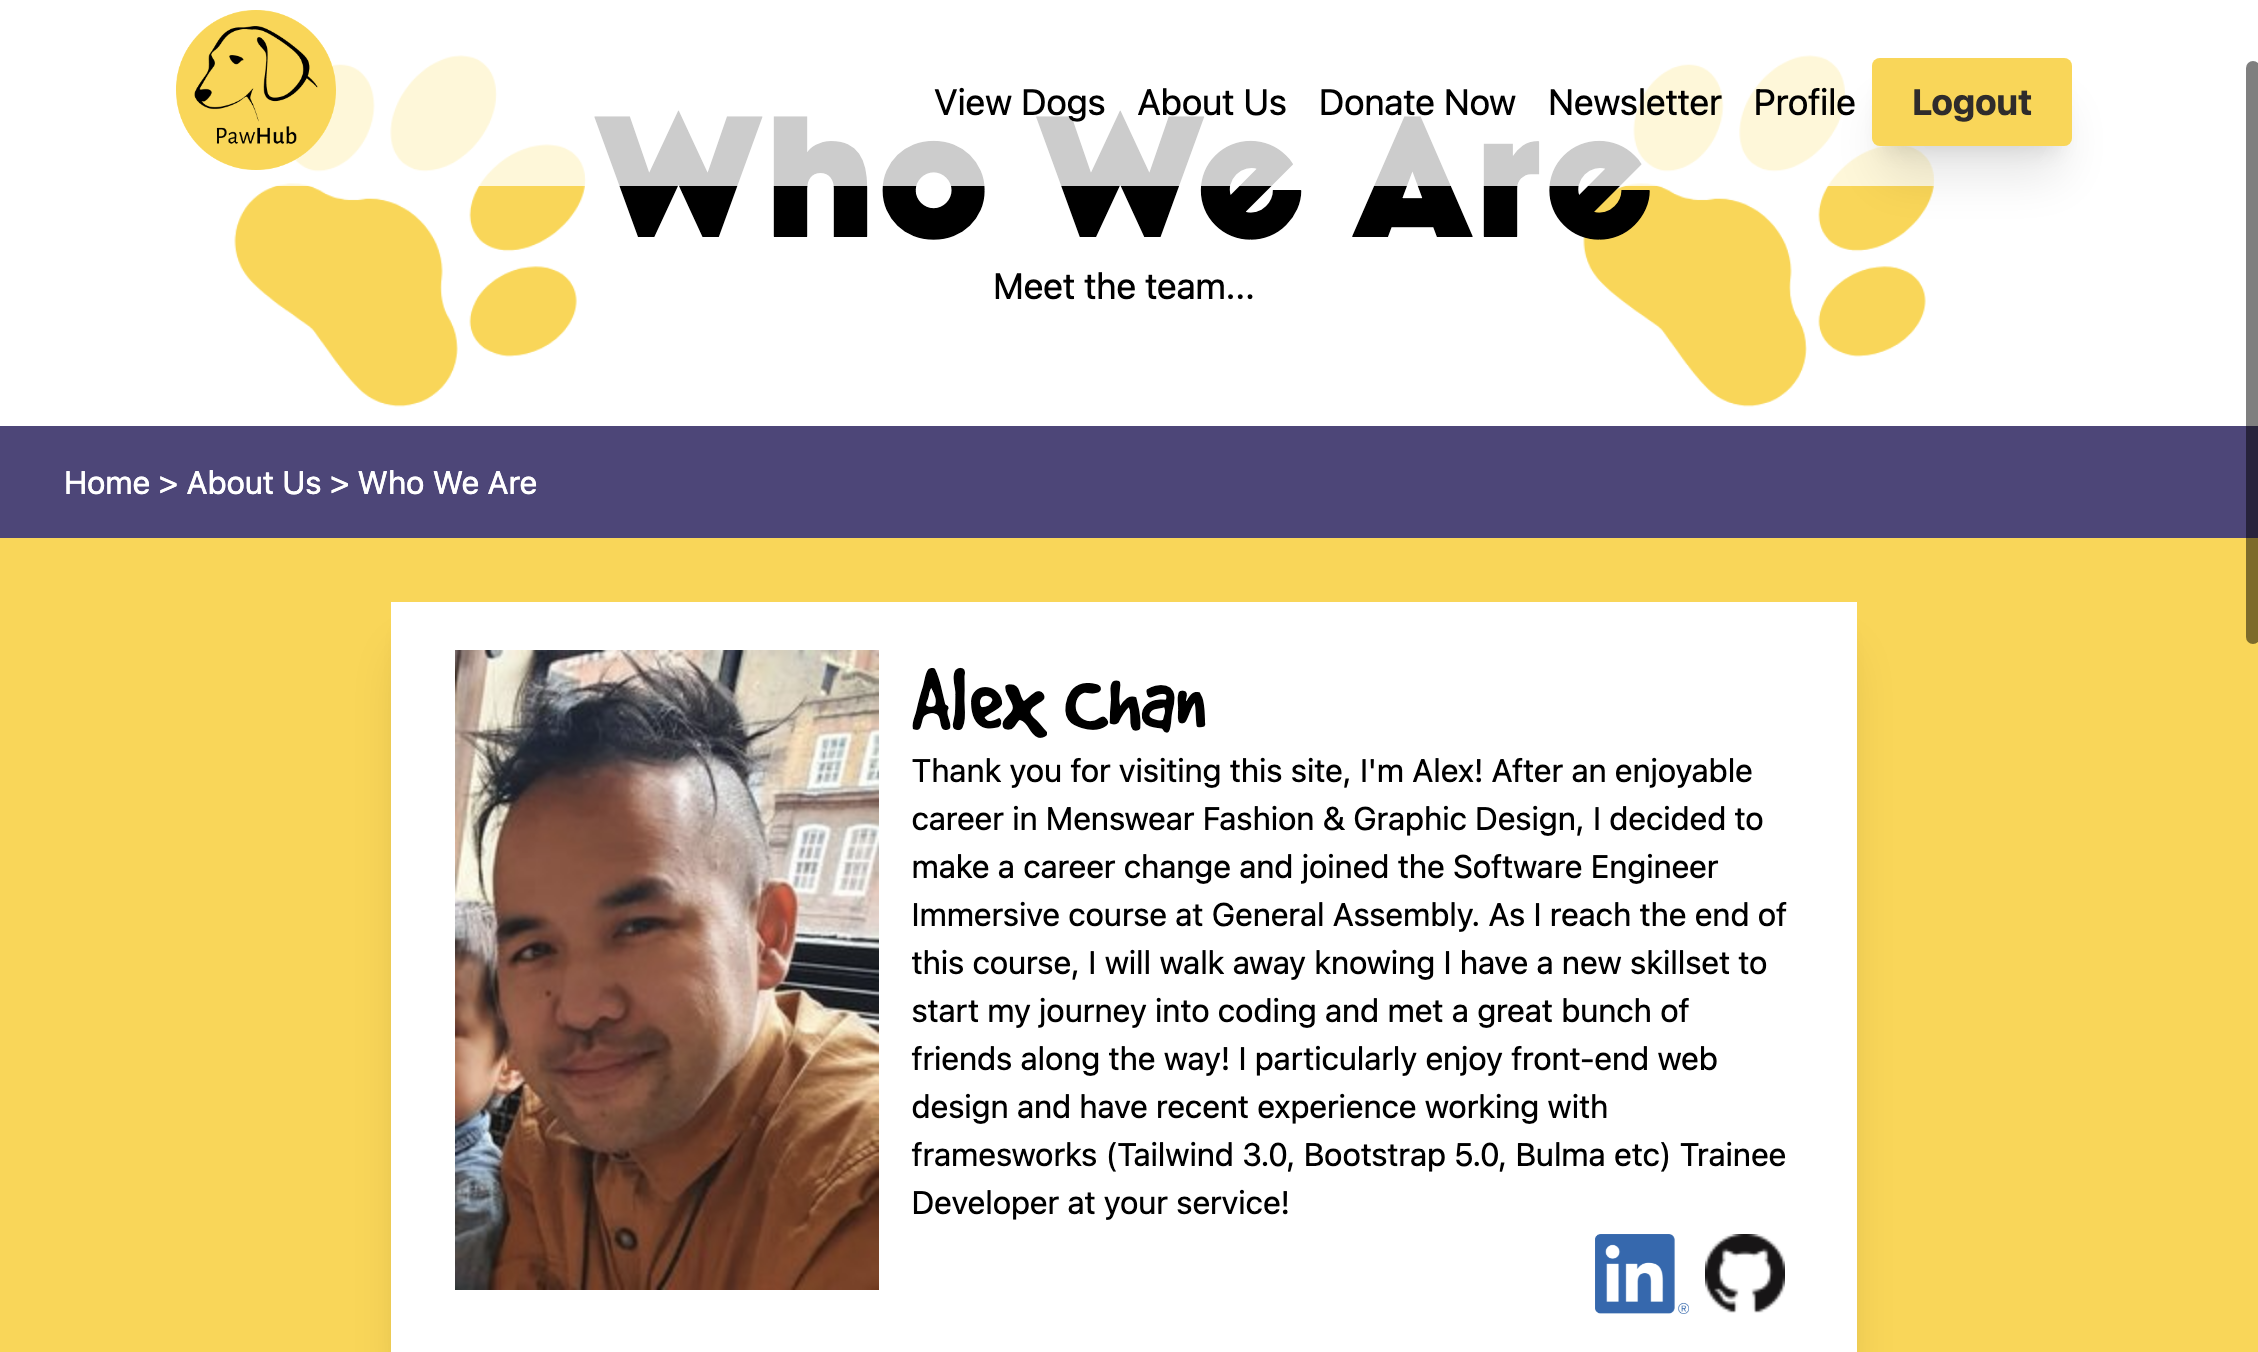 PawHub
View Dogs About Us Donate Now Newsletter Profile Logout
Who We Are
Meet the team...
Home > About Us > Who We Are
Alex Chan
Thank you for visiting this site, I'm Alex! After an enjoyable
career in Menswear Fashion & Graphic Design, I decided to
make a career change and joined the Software Engineer
Immersive course at General Assembly. As I reach the end of
this course, I will walk away knowing I have a new skillset to
start my journey into coding and met a great bunch of
friends along the way! I particularly enjoy front-end web
design and have recent experience working with
framesworks (Tailwind 3.0, Bootstrap 5.0, Bulma etc) Trainee
Developer at your service!
in ®